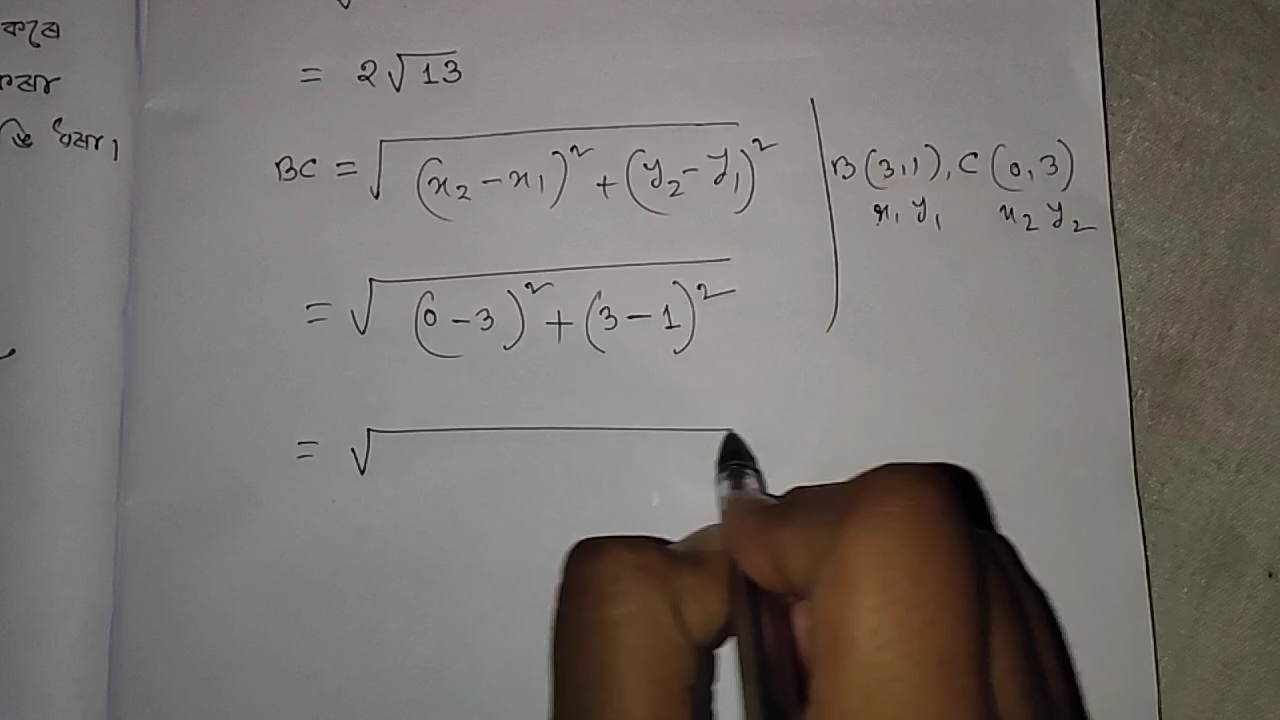 = 2√13
BC = √(x₂ - x₁)² + (y₂ - y₁)²
B (3,1), C (0,3)
x₁ y₁ x₂ y₂
= √(0 - 3)² + (3 - 1)²
= √